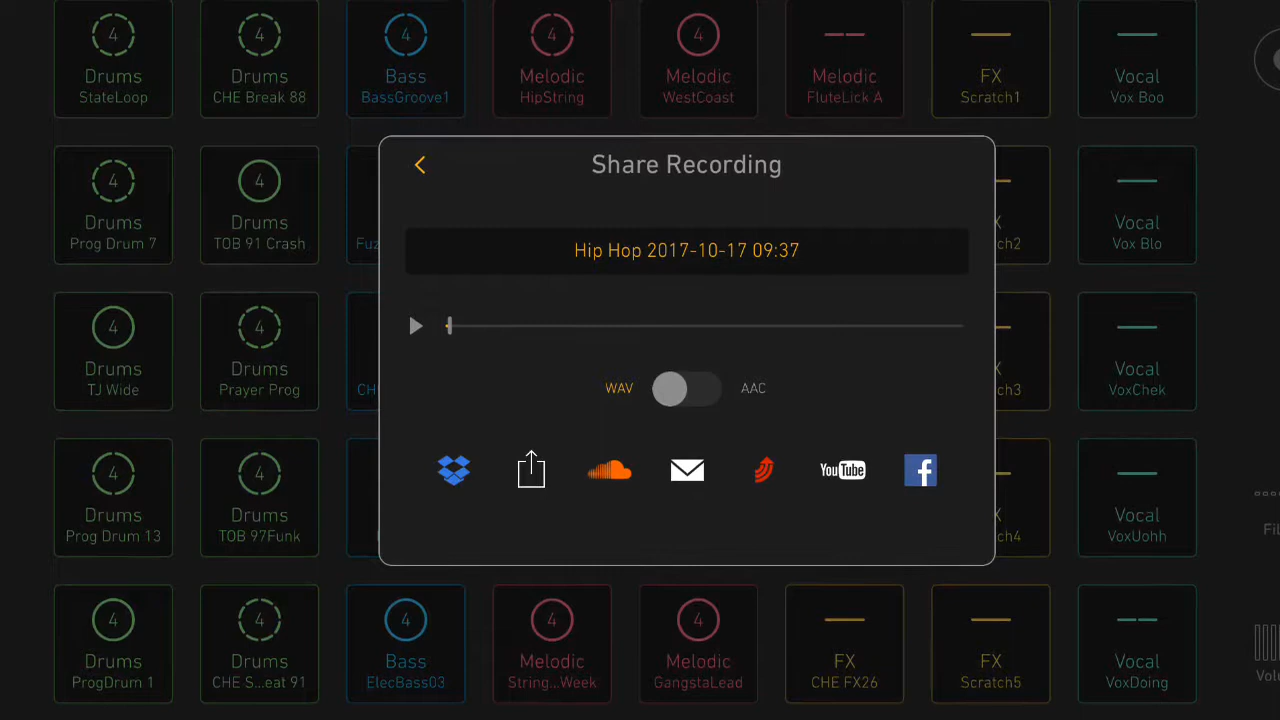 4 4 4 4 4
Drums Drums Bass Melodic Melodic Melodic FX Vocal
StateLoop CHE Break 88 BassGroove1 HipString WestCoast FluteLick A Scratch1 Vox Boo
Share Recording
4 4
Drums Drums Vocal
Prog Drum 7 TOB 91 Crash Vox Blo
Hip Hop 2017-10-17 09:37
4 4
Drums Drums Vocal
TJ Wide Prayer Prog VoxChek
WAV AAC
4 4
You Tube f
Drums Drums Vocal
Prog Drum 13 TOB 97Funk VoxUohh
4 4 4 4 4
Drums Drums Bass Melodic Melodic FX FX Vocal
ProgDrum 1 CHE S...eat 91 ElecBass03 String...Week GangstaLead CHE FX26 Scratch5 VoxDoing